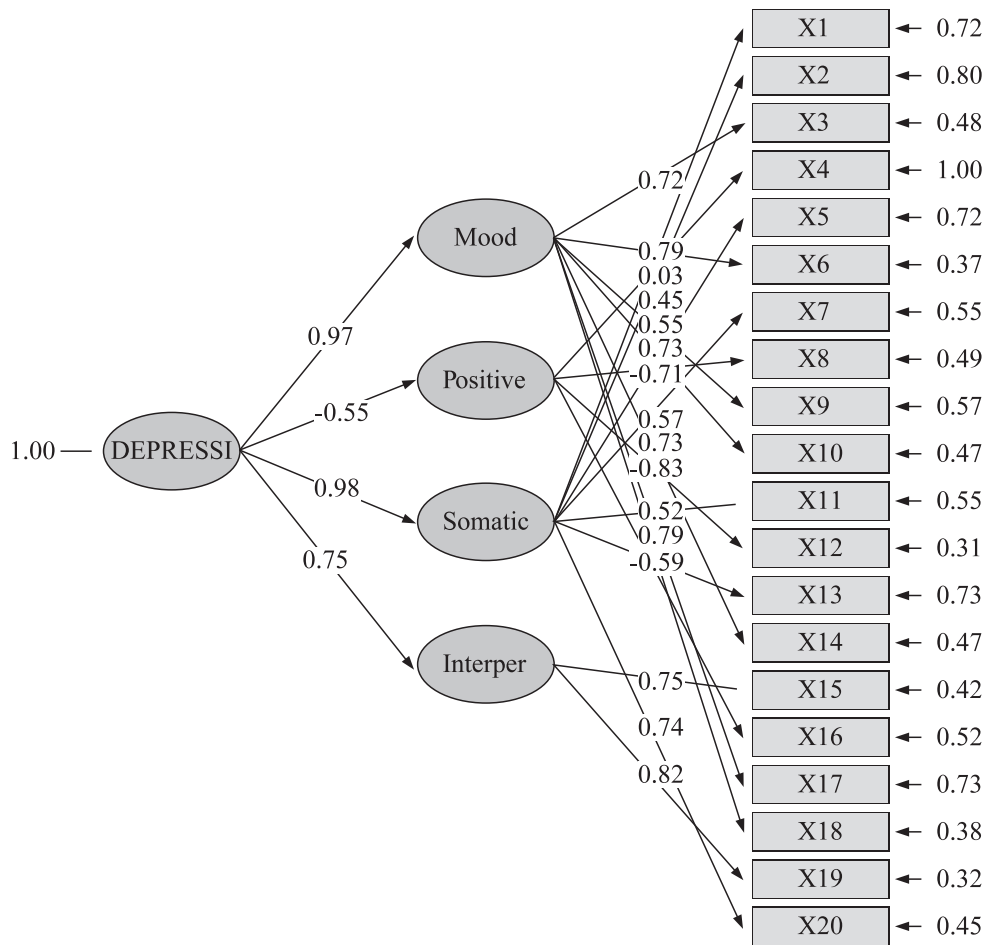 X1 0.72
X2 0.80
X3 0.48
X4 1.00
X5 0.72
X6 0.37
X7 0.55
X8 0.49
X9 0.57
X10 0.47
X11 0.55
X12 0.31
X13 0.73
X14 0.47
X15 0.42
X16 0.52
X17 0.73
X18 0.38
X19 0.32
X20 0.45
Mood
Positive
Somatic
Interper
1.00
DEPRESSI
0.97
-0.55
0.98
0.75
0.72
0.79
0.03
0.45
0.55
0.73
-0.71
0.57
0.73
-0.83
0.52
0.79
-0.59
0.75
0.74
0.82